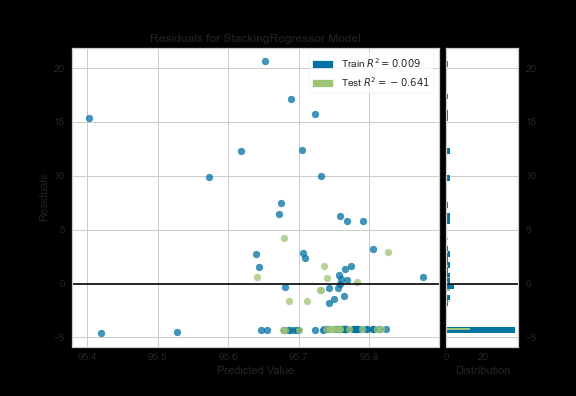 Residuals for StackingRegressor Model
Train R² = 0.009
Test R² = −0.641
20
15
10
5
0
−5
Residuals
95.4 95.5 95.6 95.7 95.8
Predicted Value
20
15
10
5
0
−5
0 20
Distribution